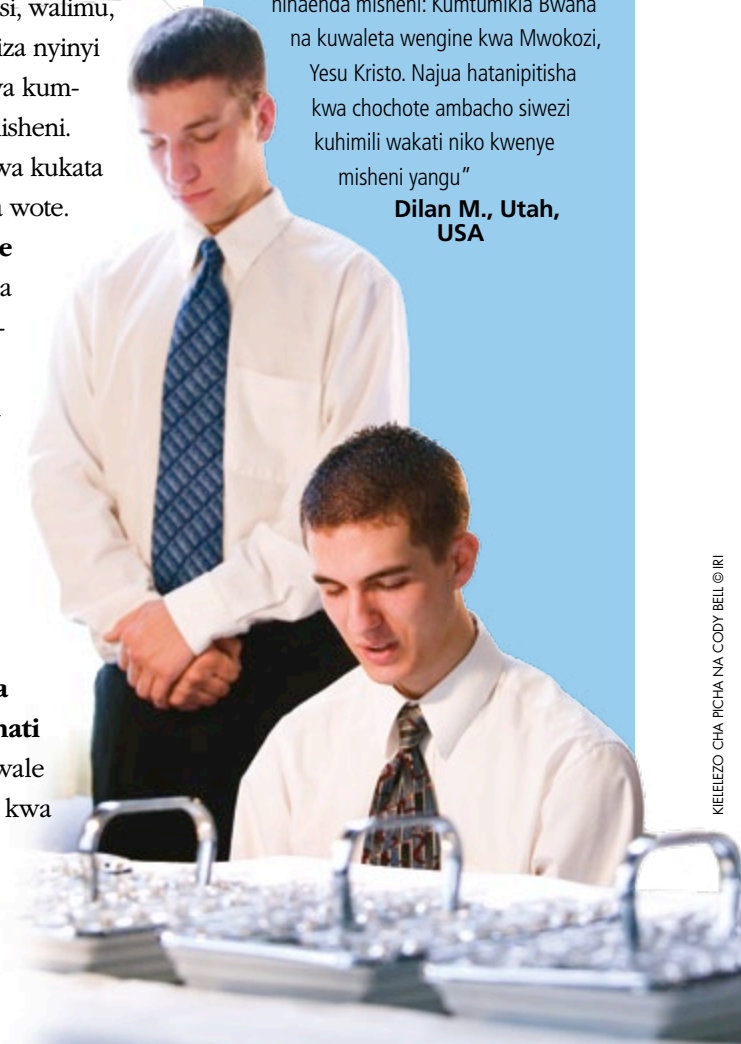 si, walimu,
iza nyinyi
va kum-
isheni.
wa kukata
a wote.
e
a
-
a
nati
wale
kwa
ninaenda misheni: Kumtumikia Bwana
na kuwaleta wengine kwa Mwokozi,
Yesu Kristo. Najua hatanipitisha
kwa chochote ambacho siwezi
kuhimili wakati niko kwenye
misheni yangu”
Dilan M., Utah,
USA
KIELELEZO CHA PICHA NA CODY BELL © IRI